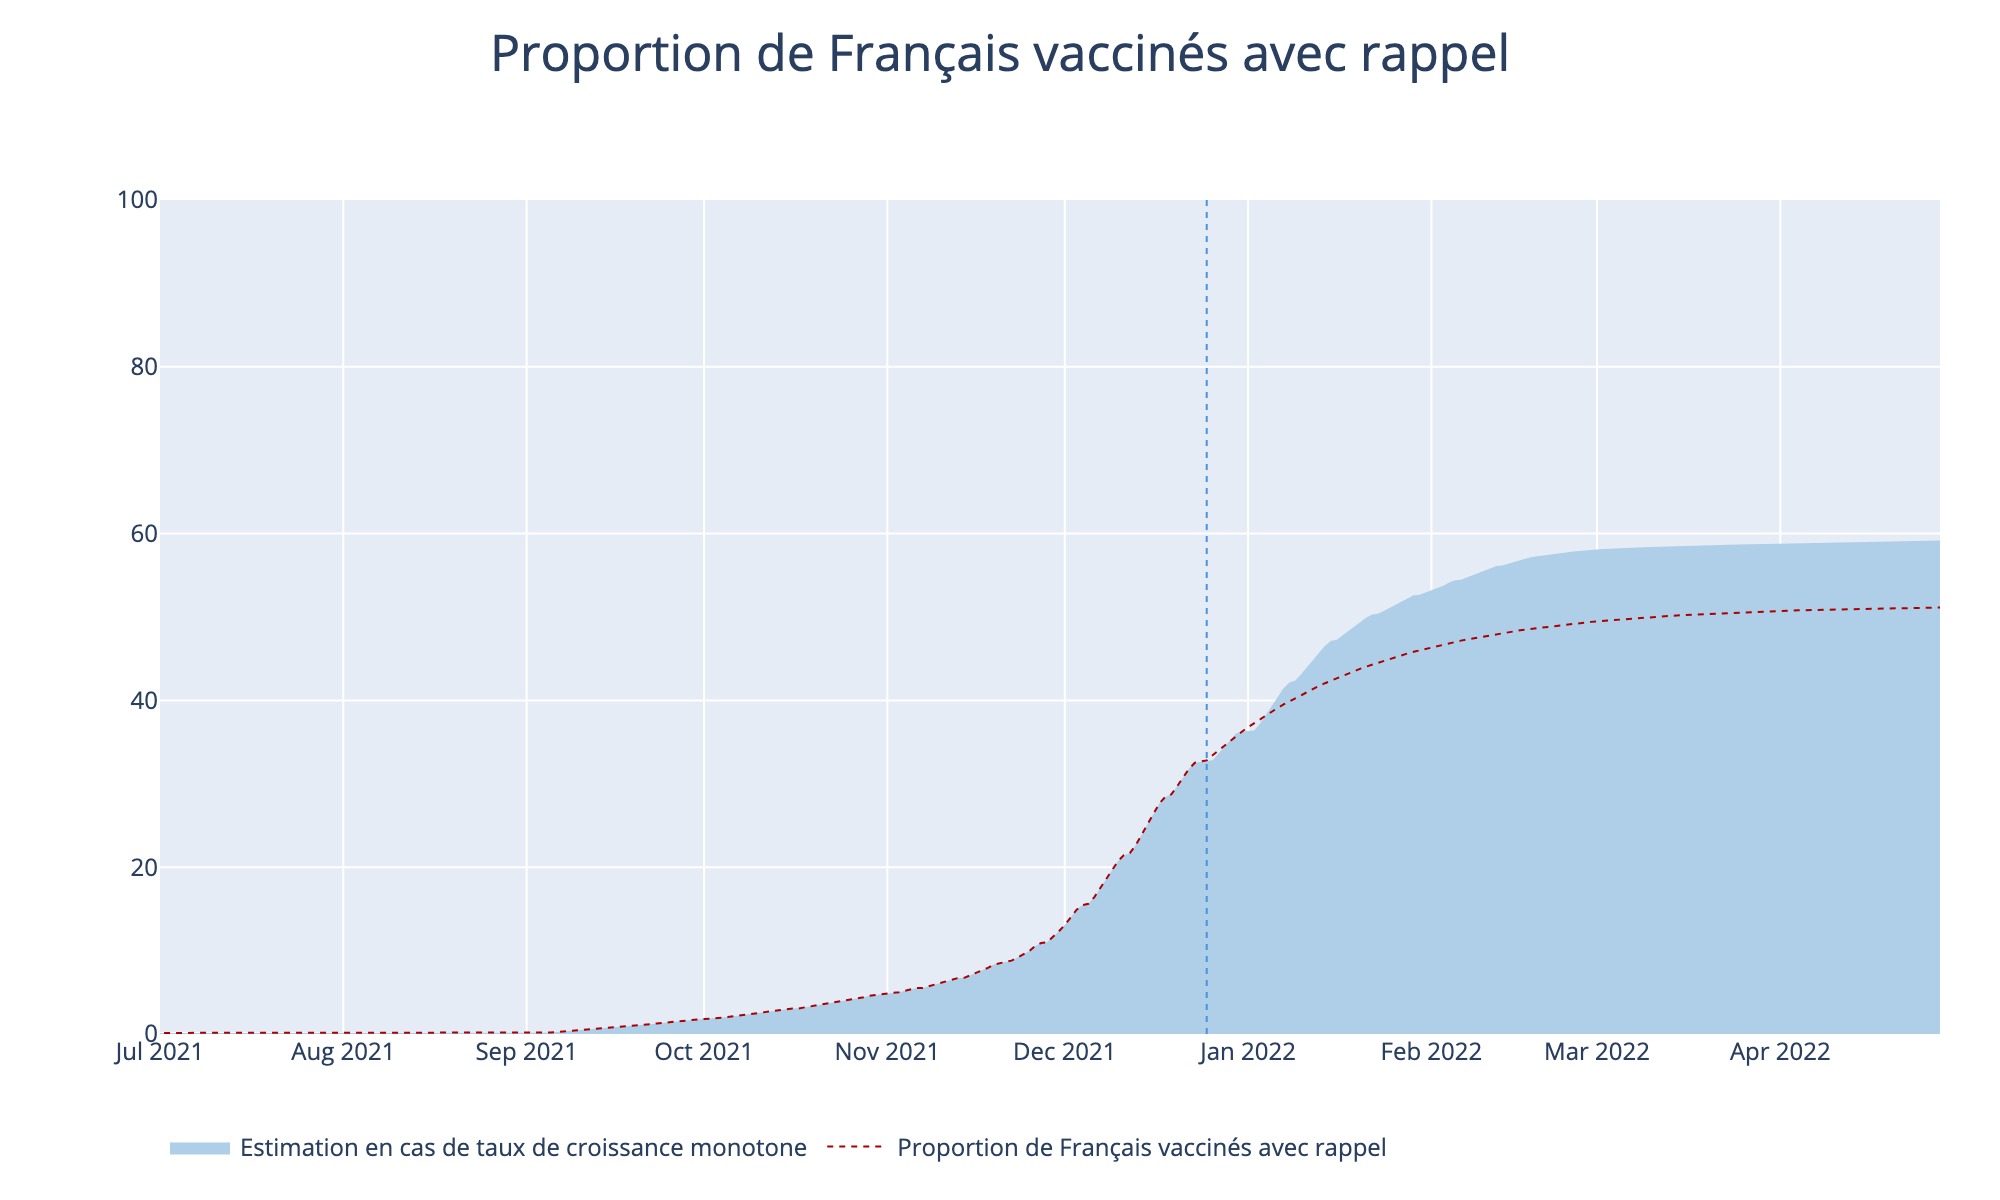 Proportion de Français vaccinés avec rappel
100
80
60
40
20
0
Jul 2021 Aug 2021 Sep 2021 Oct 2021 Nov 2021 Dec 2021 Jan 2022 Feb 2022 Mar 2022 Apr 2022
Estimation en cas de taux de croissance monotone Proportion de Français vaccinés avec rappel